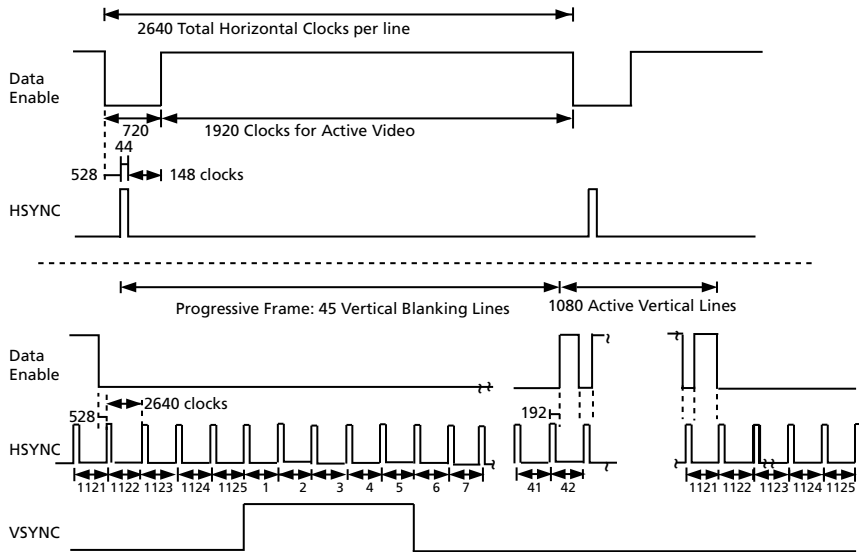 2640 Total Horizontal Clocks per line
Data
Enable
720
1920 Clocks for Active Video
44
528
148 clocks
HSYNC
Progressive Frame: 45 Vertical Blanking Lines
1080 Active Vertical Lines
Data
Enable
528
2640 clocks
192
HSYNC
1121 1122 1123 1124 1125 1 2 3 4 5 6 7 41 42 1121 1122 1123 1124 1125
VSYNC